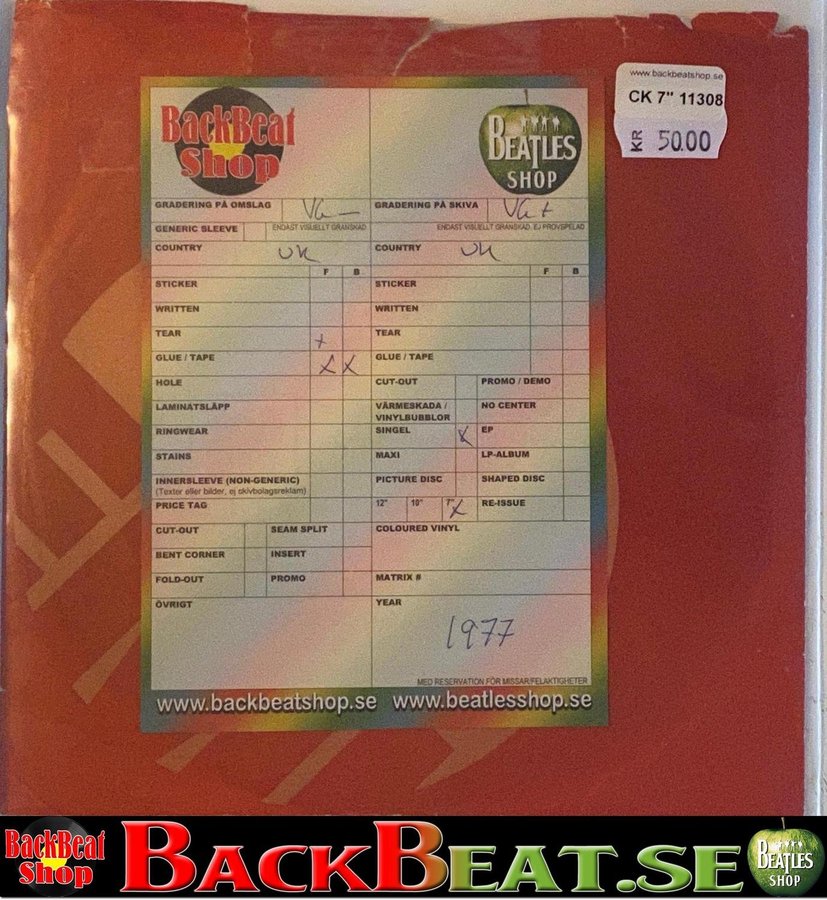 www.backbeatshop.se
CK 7" 11308
KR 50.00
BackBeat
Shop
BEATLES
SHOP
GRADERING PÅ OMSLAG VG- GRADERING PÅ SKIVA VG+
GENERIC SLEEVE ENDAST VISUELLT GRANSKAD ENDAST VISUELLT GRANSKAD, EJ PROVSPELAD
COUNTRY UK COUNTRY UK
F B F B
STICKER STICKER
WRITTEN WRITTEN
TEAR x TEAR
GLUE / TAPE x x GLUE / TAPE
HOLE CUT-OUT PROMO / DEMO
LAMINATSLÄPP VÄRMESKADA / VINYLBUBBLOR NO CENTER
RINGWEAR SINGEL x EP
STAINS MAXI LP-ALBUM
INNERSLEEVE (NON-GENERIC) PICTURE DISC SHAPED DISC
(Texter eller bilder, ej skivbolagsreklam)
PRICE TAG 12" 10" 7" x RE-ISSUE
CUT-OUT SEAM SPLIT COLOURED VINYL
BENT CORNER INSERT
FOLD-OUT PROMO MATRIX #
ÖVRIGT YEAR
1977
MED RESERVATION FÖR MISSAR/FELAKTIGHETER
www.backbeatshop.se www.beatlesshop.se
BackBeat
Shop
BACKBEAT.SE
BEATLES
SHOP